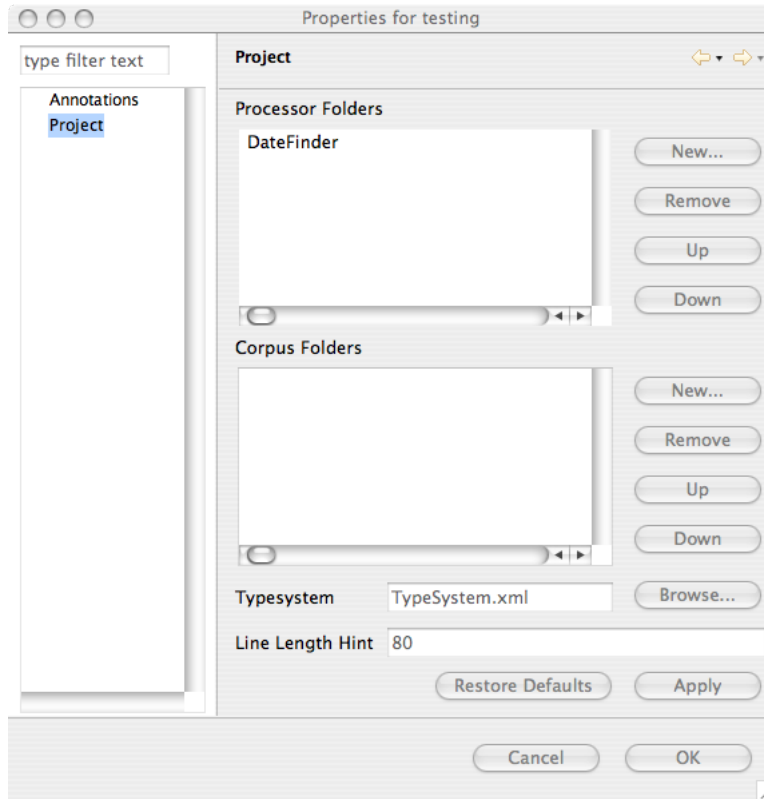 Properties for testing
type filter text
Annotations
Project
Project
Processor Folders
DateFinder
New...
Remove
Up
Down
Corpus Folders
New...
Remove
Up
Down
Typesystem TypeSystem.xml Browse...
Line Length Hint 80
Restore Defaults Apply
Cancel OK